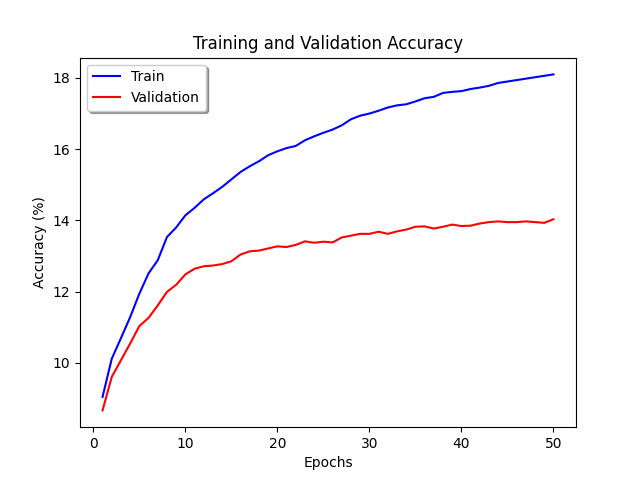 Training and Validation Accuracy
Train
Validation
Accuracy (%)
18
16
14
12
10
0 10 20 30 40 50
Epochs